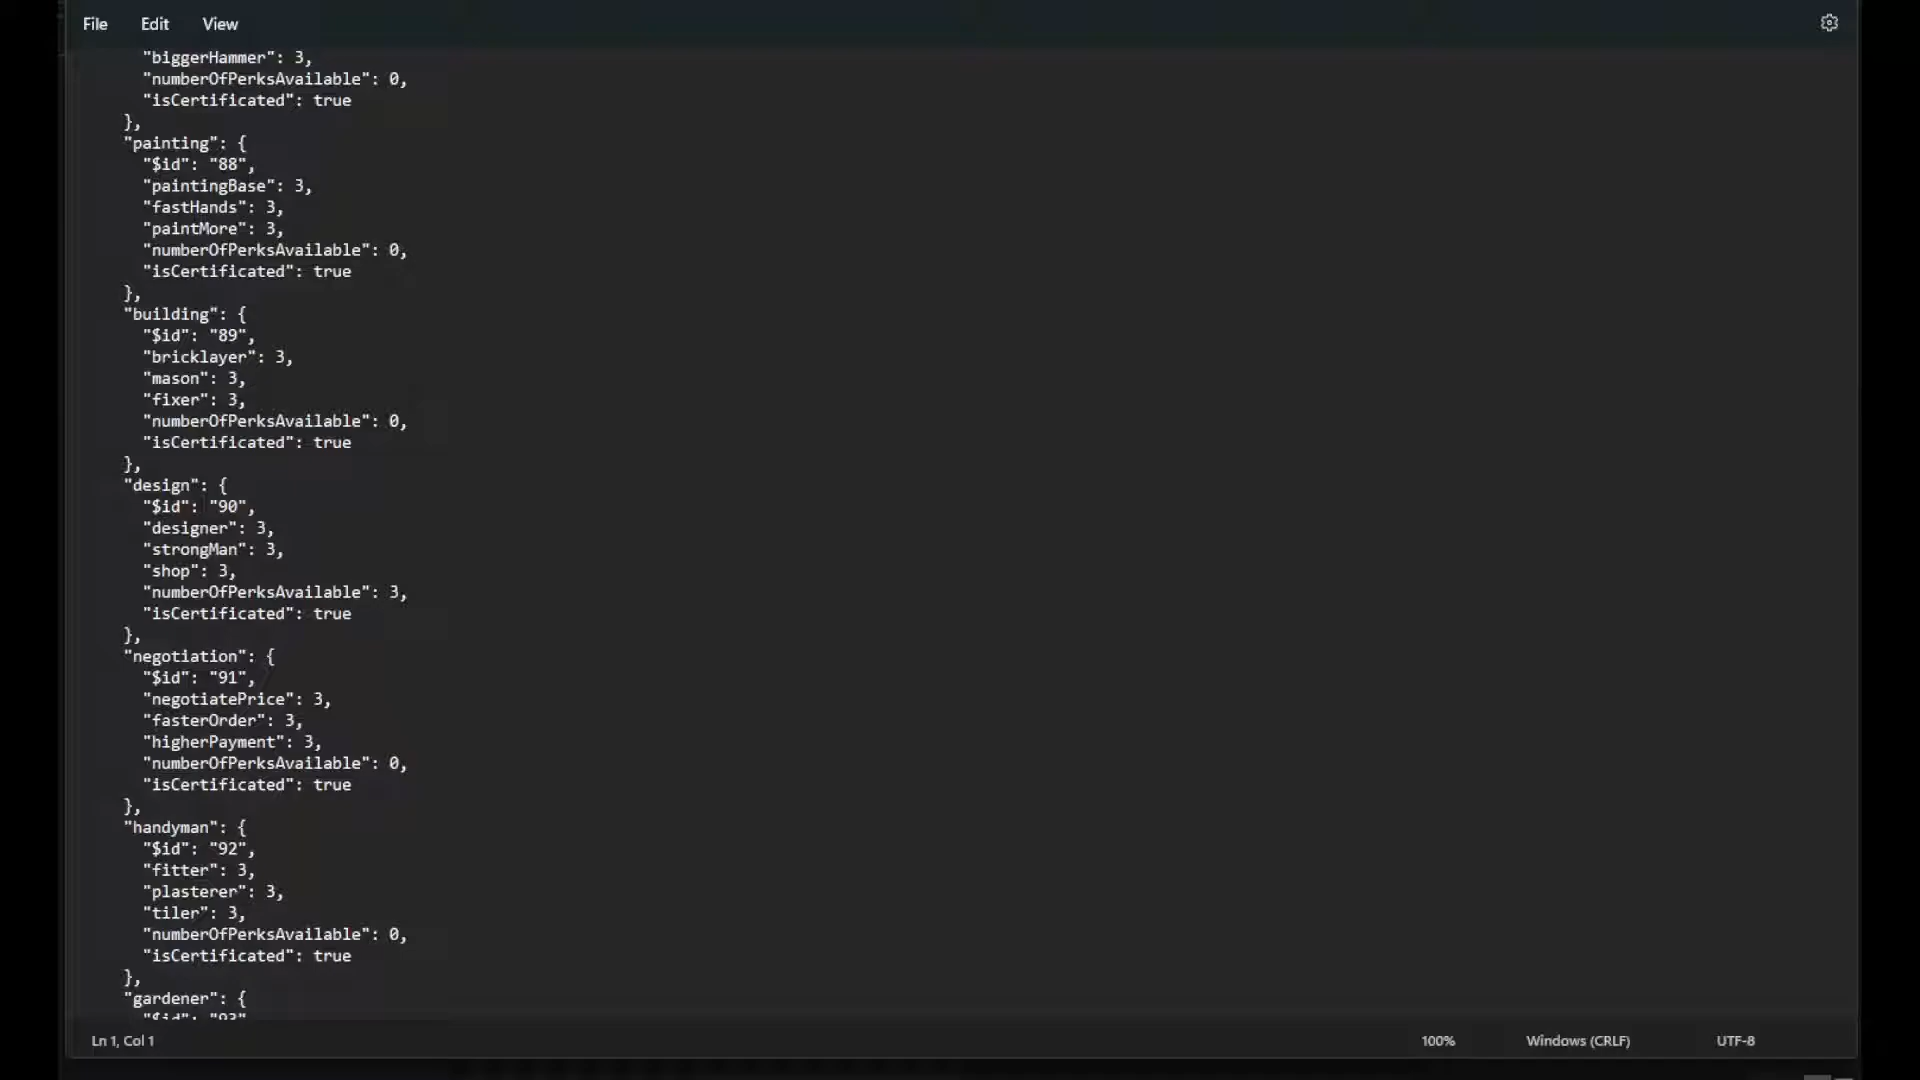 File Edit View
"biggerHammer": 3,
"numberOfPerksAvailable": 0,
"isCertificated": true
},
"painting": {
"$id": "88",
"paintingBase": 3,
"fastHands": 3,
"paintMore": 3,
"numberOfPerksAvailable": 0,
"isCertificated": true
},
"building": {
"$id": "89",
"bricklayer": 3,
"mason": 3,
"fixer": 3,
"numberOfPerksAvailable": 0,
"isCertificated": true
},
"design": {
"$id": "90",
"designer": 3,
"strongMan": 3,
"shop": 3,
"numberOfPerksAvailable": 3,
"isCertificated": true
},
"negotiation": {
"$id": "91",
"negotiatePrice": 3,
"fasterOrder": 3,
"higherPayment": 3,
"numberOfPerksAvailable": 0,
"isCertificated": true
},
"handyman": {
"$id": "92",
"fitter": 3,
"plasterer": 3,
"tiler": 3,
"numberOfPerksAvailable": 0,
"isCertificated": true
},
"gardener": {
"$id": "93"
Ln 1, Col 1 100% Windows (CRLF) UTF-8